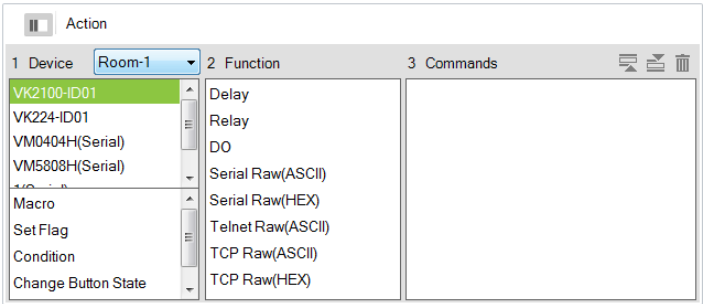 Action
1 Device Room-1 2 Function 3 Commands
VK2100-ID01
VK224-ID01
VM0404H(Serial)
VM5808H(Serial)
Macro
Set Flag
Condition
Change Button State
Delay
Relay
DO
Serial Raw(ASCII)
Serial Raw(HEX)
Telnet Raw(ASCII)
TCP Raw(ASCII)
TCP Raw(HEX)